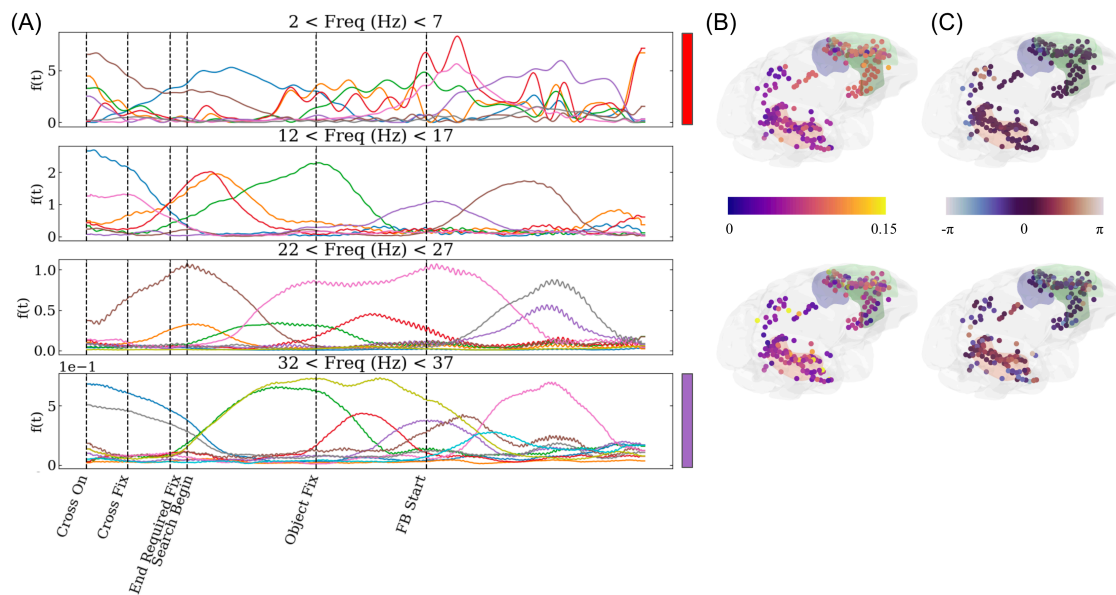 (A)
(B)
(C)
2 < Freq (Hz) < 7
f(t)
5
0
12 < Freq (Hz) < 17
f(t)
2
1
0
22 < Freq (Hz) < 27
f(t)
1.0
0.5
0.0
1e−1
32 < Freq (Hz) < 37
f(t)
5
0
Cross On
Cross Fix
End Required Fix
Search Begin
Object Fix
FB Start
0
0.15
-π
0
π